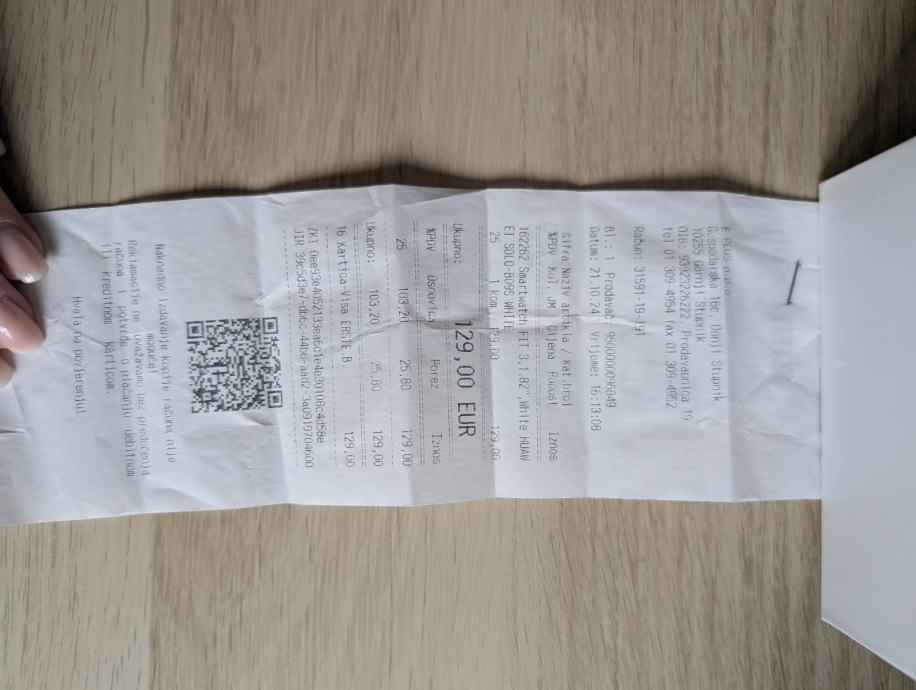 Gospodarska 1bc, Donji Stupnik
10255 Gornji Stupnik
OIB: Prodavaonica 19
tel 01 309-4954 fax 01 309-4952
Račun: 31591-19-191
Bl.: 1 Prodavač:
Datum: 21.10.24 Vrijeme: 16:13:08
Šifra Naziv artikla / Kat.broj
%PDV Kol. JM Cijena Popust Iznos
162262 Smartwatch FIT 3,1.82",White HUAW
EI SOLO-B09S WHITE
25 1 kom 129,00 129,00
Ukupno: 129,00 EUR
%PDV Osnovica Porez Iznos
25 103,20 25,80 129,00
Ukupno: 103,20 25,80 129,00
16 Kartica-Visa ERSTE B. 129,00
ZKI
JIR
Naknadno izdavanje kopije računa nije
moguće!
Reklamacije ne uvažavamo bez predočenja
računa i potvrde o plaćanju debitnom
ili kreditnom karticom.
Hvala na povjerenju!